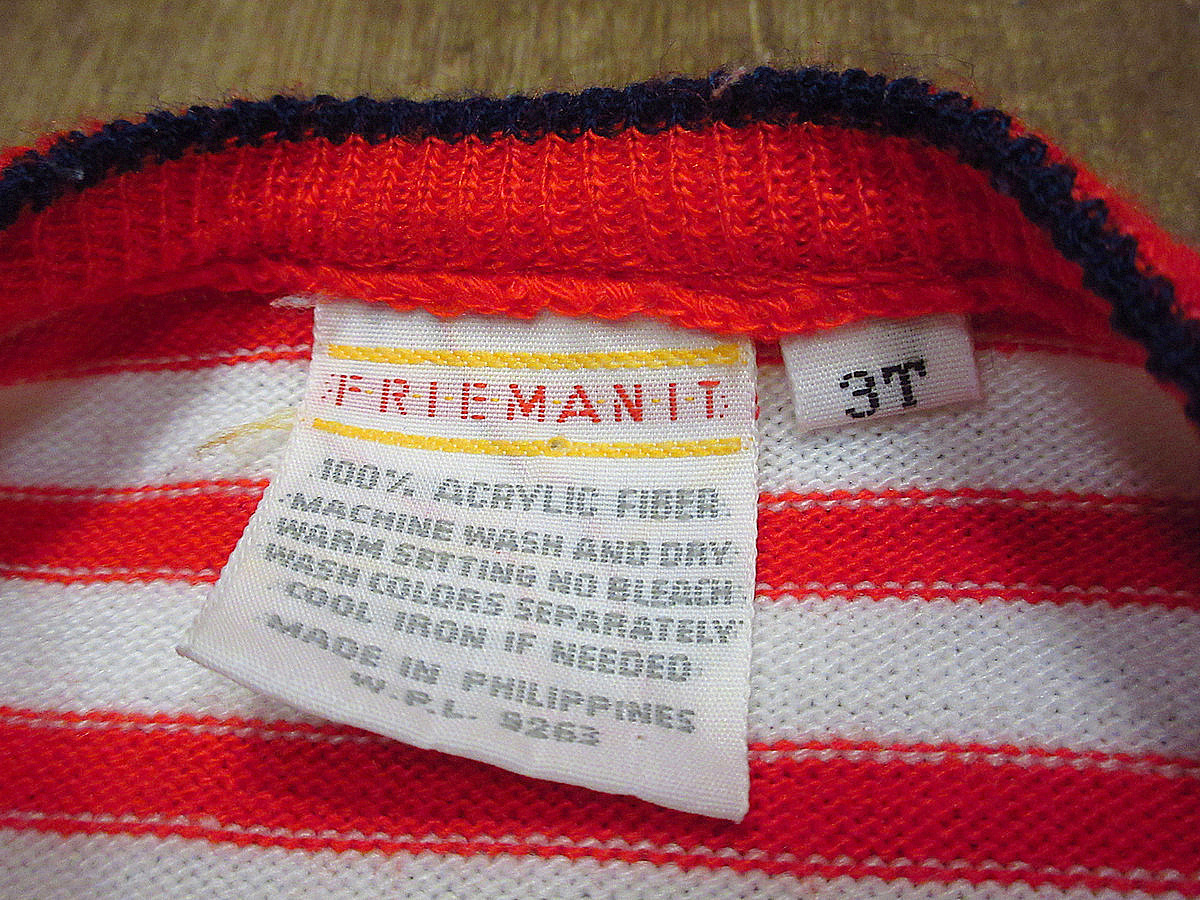 FRIEMANIT
3T
100% ACRYLIC FIBER
MACHINE WASH AND DRY
WARM SETTING NO BLEACH
WASH COLORS SEPARATELY
COOL IRON IF NEEDED
MADE IN PHILIPPINES
W.P.L. 9263